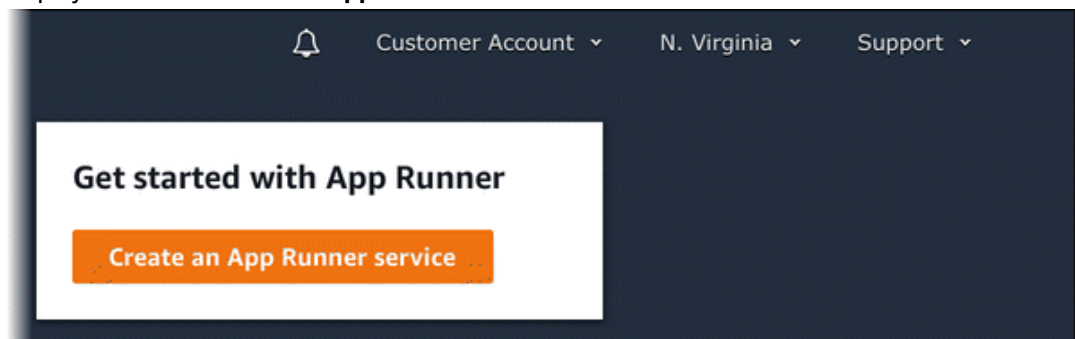 Customer Account N. Virginia Support
Get started with App Runner
Create an App Runner service